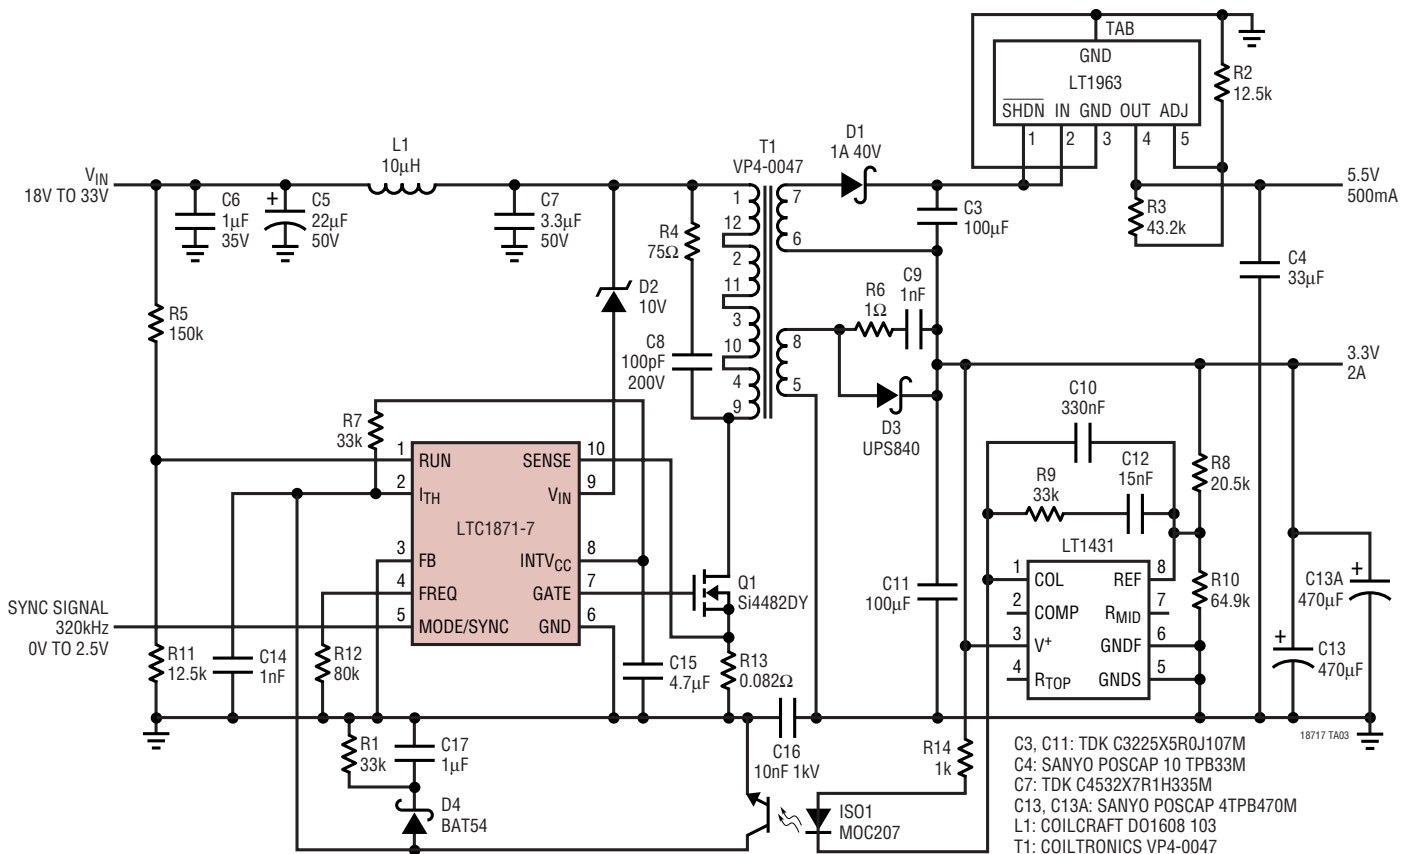 TAB
GND
LT1963
SHDN IN GND OUT ADJ
1 2 3 4 5
R2
12.5k
VIN
18V TO 33V
L1
10µH
T1
VP4-0047
D1
1A 40V
5.5V
500mA
C6
1µF
35V
+
C5
22µF
50V
C7
3.3µF
50V
R4
75Ω
1
12
2
11
3
10
4
9
7
6
8
5
C3
100µF
R3
43.2k
C4
33µF
R5
150k
D2
10V
C8
100pF
200V
R6
1Ω
C9
1nF
D3
UPS840
3.3V
2A
C10
330nF
R9
33k
C12
15nF
R8
20.5k
R7
33k
1 RUN SENSE 10
2 ITH VIN 9
LTC1871-7
3 FB INTVCC 8
4 FREQ GATE 7
5 MODE/SYNC GND 6
Q1
Si4482DY
C11
100µF
LT1431
1 COL REF 8
2 COMP RMID 7
3 V+ GNDF 6
4 RTOP GNDS 5
R10
64.9k
C13A
470µF
+
+
C13
470µF
SYNC SIGNAL
320kHz
0V TO 2.5V
R11
12.5k
C14
1nF
R12
80k
C15
4.7µF
R13
0.082Ω
R1
33k
C17
1µF
D4
BAT54
C16
10nF 1kV
R14
1k
ISO1
MOC207
18717 TA03
C3, C11: TDK C3225X5R0J107M
C4: SANYO POSCAP 10 TPB33M
C7: TDK C4532X7R1H335M
C13, C13A: SANYO POSCAP 4TPB470M
L1: COILCRAFT DO1608 103
T1: COILTRONICS VP4-0047